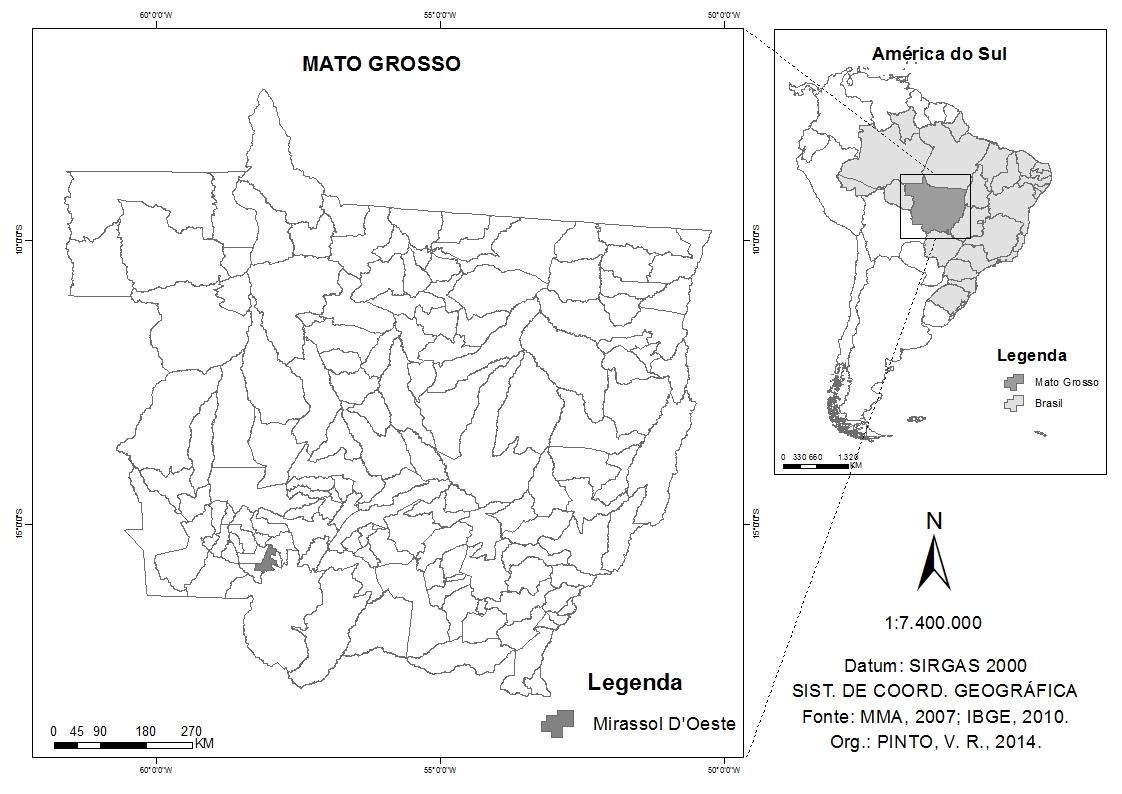 60°0'0"W 55°0'0"W 50°0'0"W
MATO GROSSO
10°0'0"S 10°0'0"S
15°0'0"S 15°0'0"S
Legenda
Mirassol D'Oeste
0 45 90 180 270
KM
60°0'0"W 55°0'0"W 50°0'0"W
América do Sul
Legenda
Mato Grosso
Brasil
0 330 660 1.320
KM
N
1:7.400.000
Datum: SIRGAS 2000
SIST. DE COORD. GEOGRÁFICA
Fonte: MMA, 2007; IBGE, 2010.
Org.: PINTO, V. R., 2014.